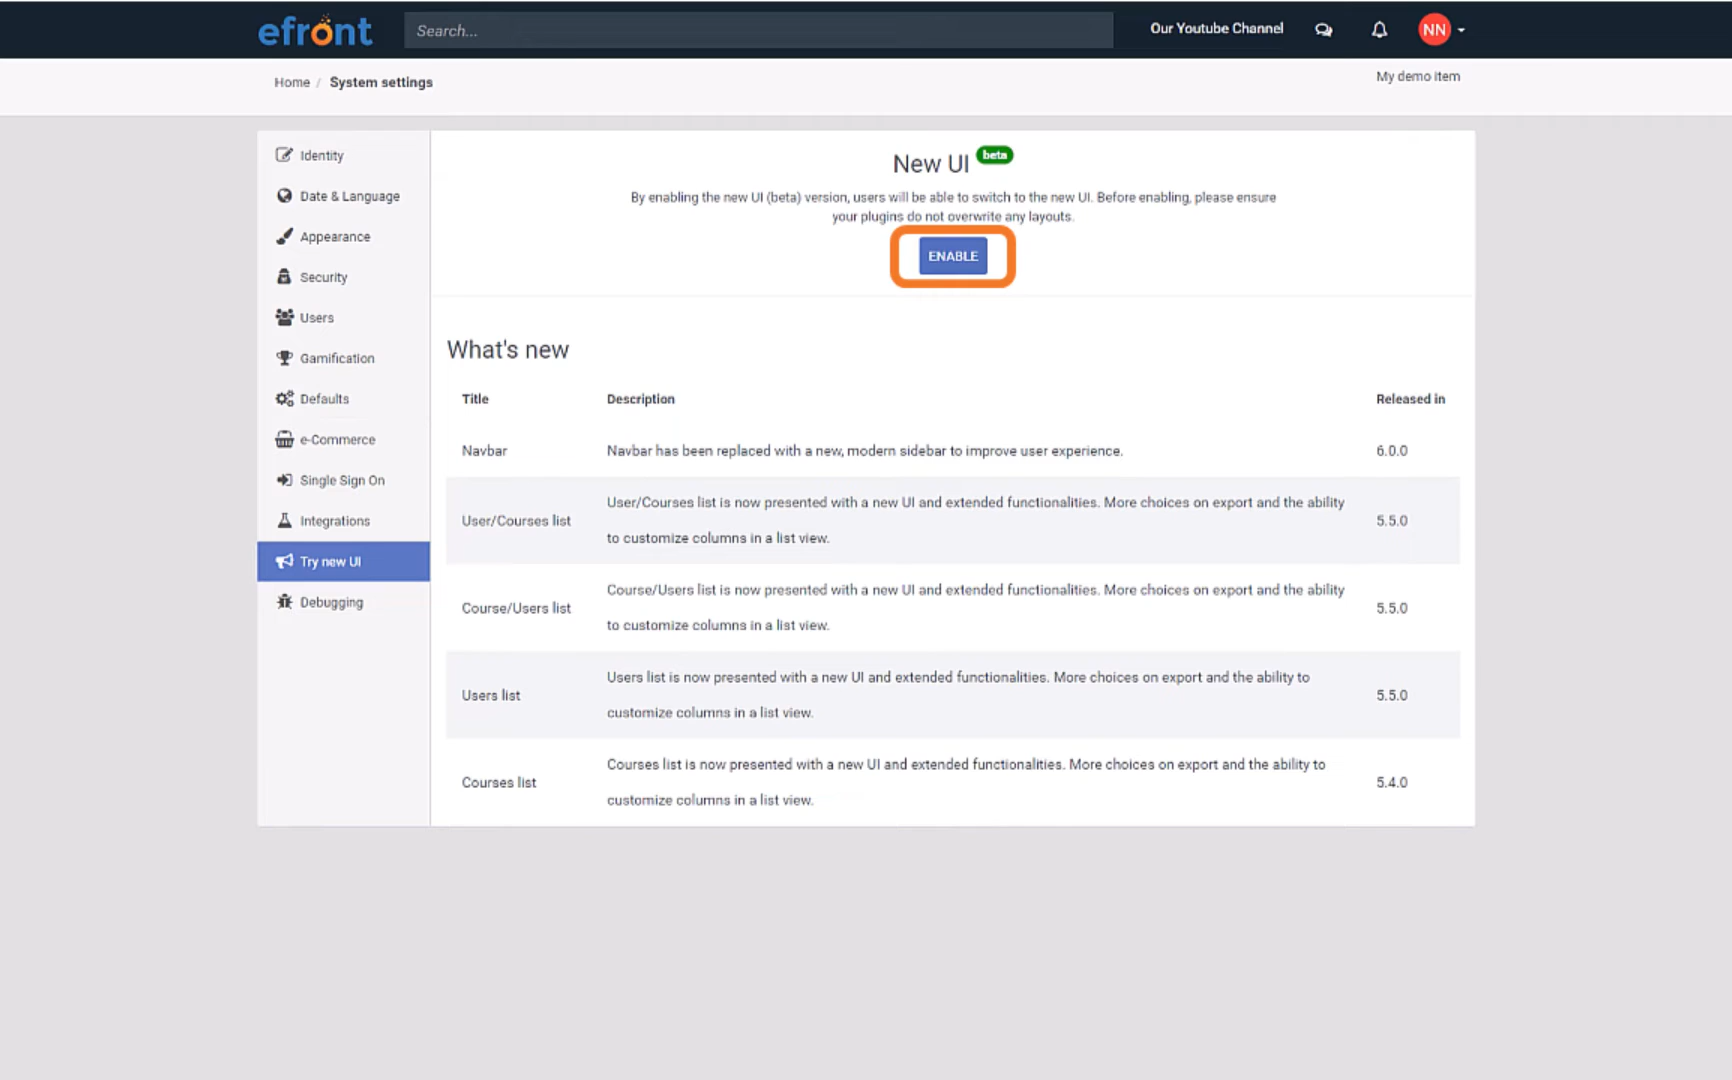 efront
Search...
Our Youtube Channel
NN
Home / System settings
My demo item
Identity
Date & Language
Appearance
Security
Users
Gamification
Defaults
e-Commerce
Single Sign On
Integrations
Try new UI
Debugging
New UI beta
By enabling the new UI (beta) version, users will be able to switch to the new UI. Before enabling, please ensure
your plugins do not overwrite any layouts.
ENABLE
What's new
Title Description Released in
Navbar Navbar has been replaced with a new, modern sidebar to improve user experience. 6.0.0
User/Courses list is now presented with a new UI and extended functionalities. More choices on export and the ability
User/Courses list 5.5.0
to customize columns in a list view.
Course/Users list is now presented with a new UI and extended functionalities. More choices on export and the ability
Course/Users list 5.5.0
to customize columns in a list view.
Users list is now presented with a new UI and extended functionalities. More choices on export and the ability to
Users list 5.5.0
customize columns in a list view.
Courses list is now presented with a new UI and extended functionalities. More choices on export and the ability to
Courses list 5.4.0
customize columns in a list view.